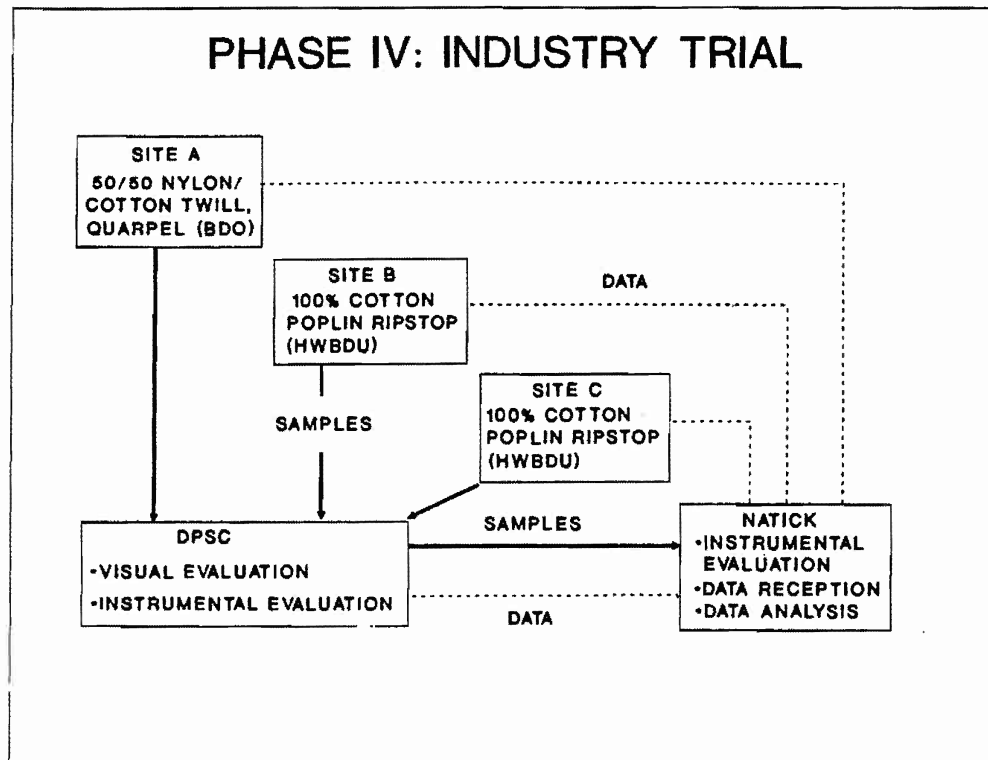 PHASE IV: INDUSTRY TRIAL
SITE A
50/50 NYLON/
COTTON TWILL,
QUARPEL (BDO)
SITE B
100% COTTON
POPLIN RIPSTOP
(HWBDU)
DATA
SITE C
100% COTTON
POPLIN RIPSTOP
(HWBDU)
SAMPLES
SAMPLES
DPSC
•VISUAL EVALUATION
•INSTRUMENTAL EVALUATION
DATA
NATICK
•INSTRUMENTAL
EVALUATION
•DATA RECEPTION
•DATA ANALYSIS